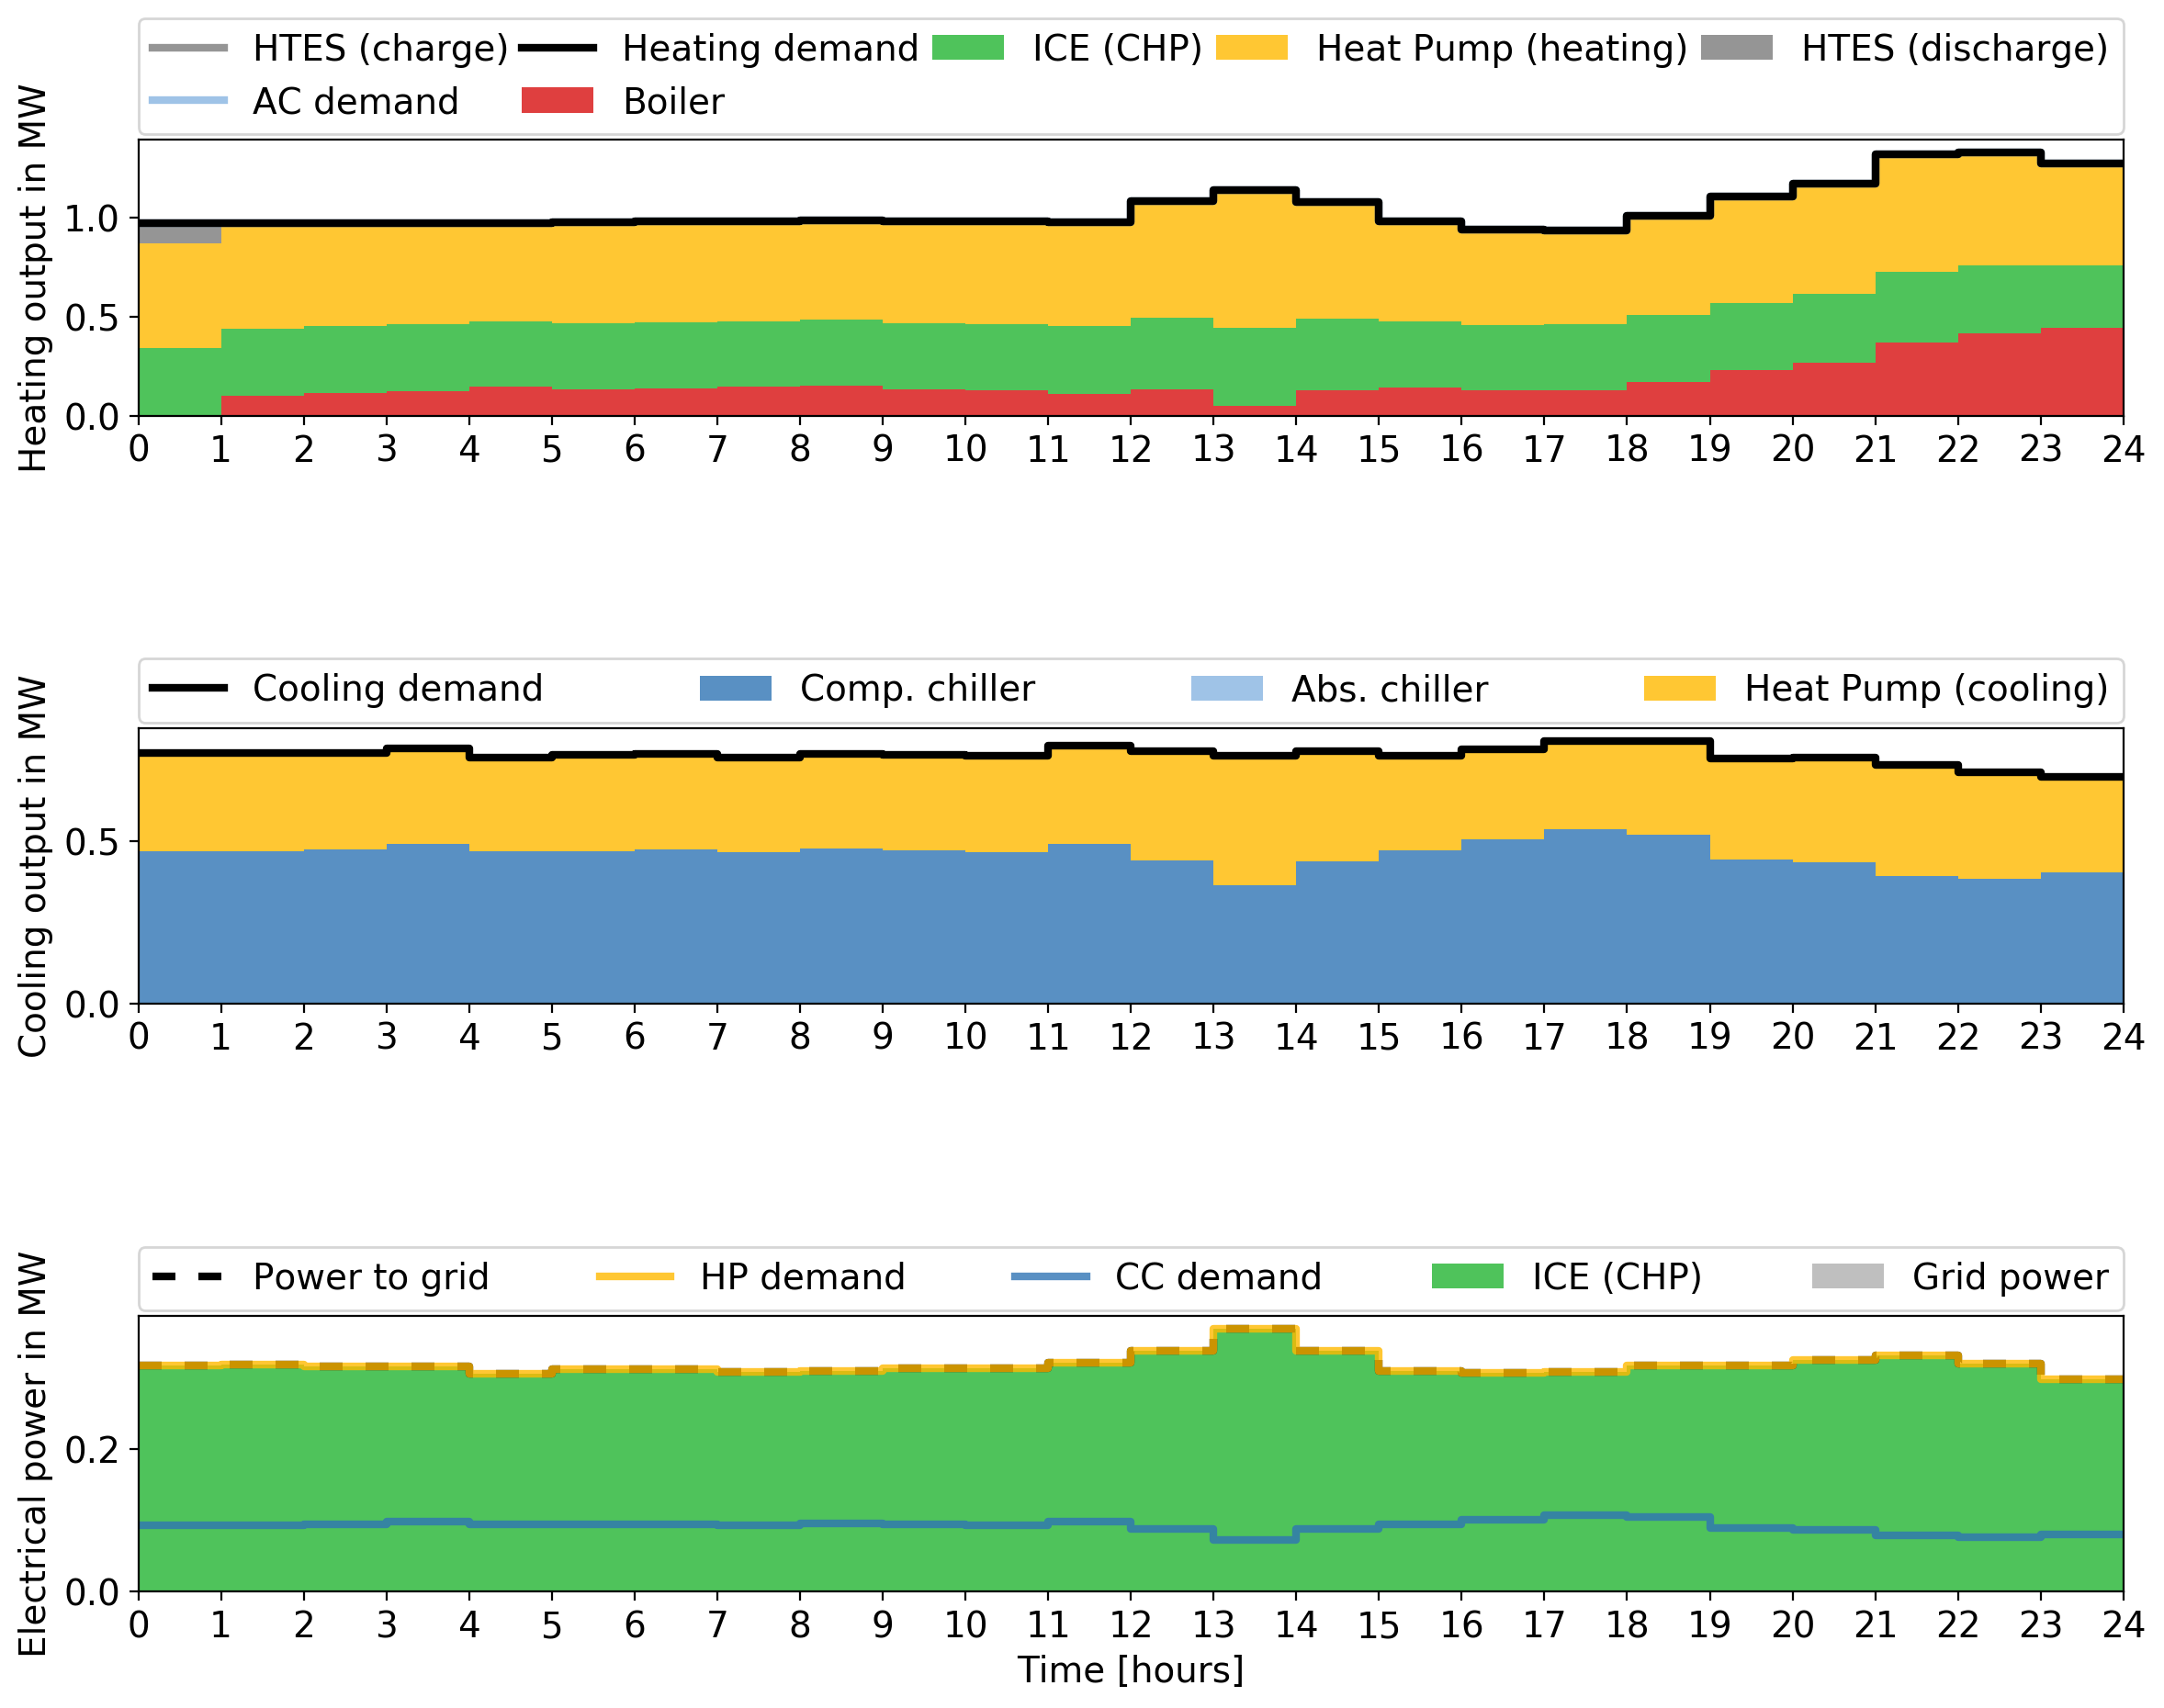 HTES (charge) Heating demand ICE (CHP) Heat Pump (heating) HTES (discharge)
AC demand Boiler
Heating output in MW
1.0
0.5
0.0
0 1 2 3 4 5 6 7 8 9 10 11 12 13 14 15 16 17 18 19 20 21 22 23 24
Cooling demand Comp. chiller Abs. chiller Heat Pump (cooling)
Cooling output in MW
0.5
0.0
0 1 2 3 4 5 6 7 8 9 10 11 12 13 14 15 16 17 18 19 20 21 22 23 24
Power to grid HP demand CC demand ICE (CHP) Grid power
Electrical power in MW
0.2
0.0
0 1 2 3 4 5 6 7 8 9 10 11 12 13 14 15 16 17 18 19 20 21 22 23 24
Time [hours]